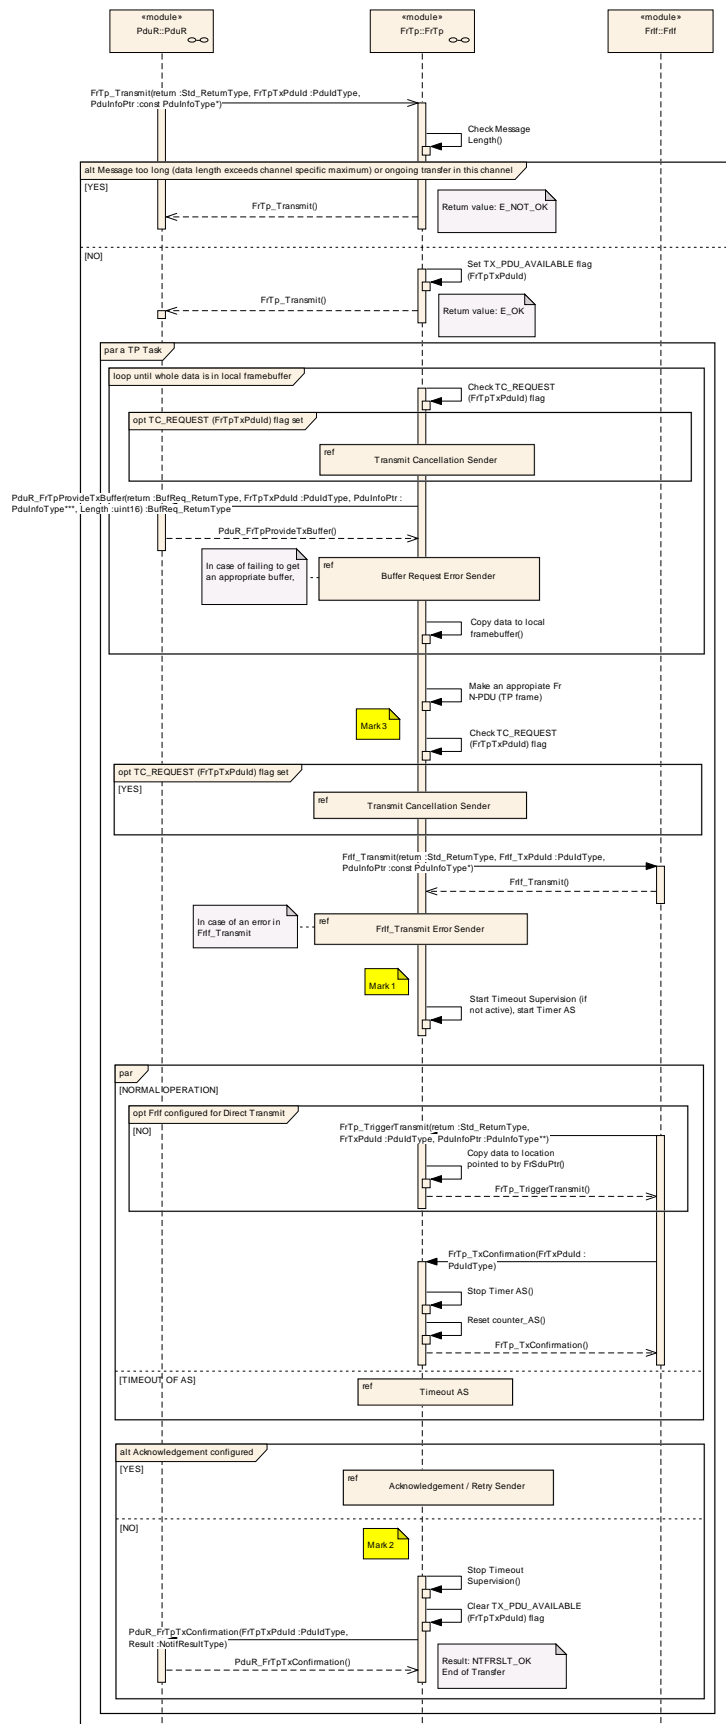 «module»
PduR::PduR
«module»
FrTp::FrTp
«module»
FrIf::FrIf
FrTp_Transmit(return :Std_ReturnType, FrTpTxPduId :PduIdType,
PduInfoPtr :const PduInfoType*)
Check Message
Length()
alt Message too long (data length exceeds channel specific maximum) or ongoing transfer in this channel
[YES]
FrTp_Transmit()
Return value: E_NOT_OK
[NO]
Set TX_PDU_AVAILABLE flag
(FrTpTxPduId)
FrTp_Transmit()
Return value: E_OK
par a TP Task
loop until whole data is in local framebuffer
Check TC_REQUEST
(FrTpTxPduId) flag
opt TC_REQUEST (FrTpTxPduId) flag set
ref
Transmit Cancellation Sender
PduR_FrTpProvideTxBuffer(return :BufReq_ReturnType, FrTpTxPduId :PduIdType, PduInfoPtr :
PduInfoType***, Length :uint16) :BufReq_ReturnType
PduR_FrTpProvideTxBuffer()
In case of failing to get
an appropriate buffer,
ref
Buffer Request Error Sender
Copy data to local
framebuffer()
Make an appropiate Fr
N-PDU (TP frame)
Mark3
Check TC_REQUEST
(FrTpTxPduId) flag
opt TC_REQUEST (FrTpTxPduId) flag set
[YES]
ref
Transmit Cancellation Sender
FrIf_Transmit(return :Std_ReturnType, FrIf_TxPduId :PduIdType,
PduInfoPtr :const PduInfoType*)
FrIf_Transmit()
In case of an error in
FrIf_Transmit
ref
FrIf_Transmit Error Sender
Mark1
Start Timeout Supervision (if
not active), start Timer AS
par
[NORMAL OPERATION]
opt FrIf configured for Direct Transmit
[NO]
FrTp_TriggerTransmit(return :Std_ReturnType,
FrTxPduId :PduIdType, PduInfoPtr :PduInfoType**)
Copy data to location
pointed to by FrSduPtr()
FrTp_TriggerTransmit()
FrTp_TxConfirmation(FrTxPduId :
PduIdType)
Stop Timer AS()
Reset counter_AS()
FrTp_TxConfirmation()
[TIMEOUT OF AS]
ref
Timeout AS
alt Acknowledgement configured
[YES]
ref
Acknowledgement / Retry Sender
[NO]
Mark2
Stop Timeout
Supervision()
Clear TX_PDU_AVAILABLE
(FrTpTxPduId) flag
PduR_FrTpTxConfirmation(FrTpTxPduId :PduIdType,
Result :NotifResultType)
PduR_FrTpTxConfirmation()
Result: NTFRSLT_OK
End of Transfer